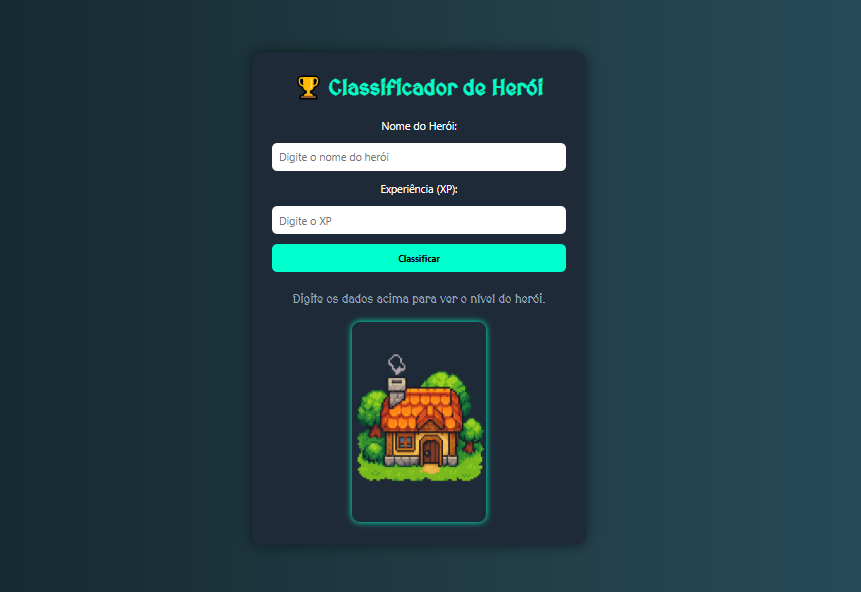 🏆 Classificador de Herói
Nome do Herói:
Digite o nome do herói
Experiência (XP):
Digite o XP
Classificar
Digite os dados acima para ver o nível do herói.